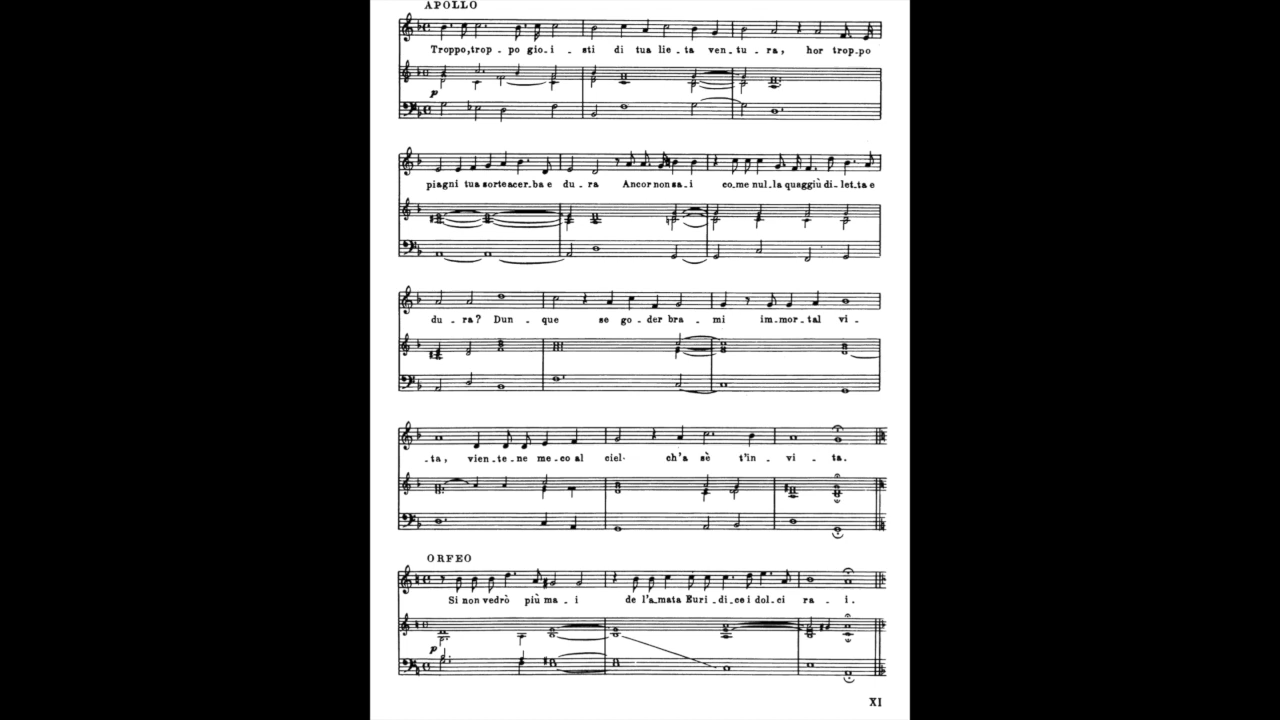 APOLLO
Troppo, trop - po gio - i - sti di tua lie - ta ven - tu - ra, hor trop - po
p
piagni tua sorte acer - ba e du - ra Ancor non sa - i co - me nul - la quaggiù di - let - ta e
du - ra? Dun - que se go - der bra - mi im - mor - tal vi -
- ta, vien - te - ne me - co al ciel ch'a sè t'in - vi - ta.
ORFEO
Si non vedrò più ma - i de l'a - mata Euri - di - ce i dol - ci ra - i.
p
XI